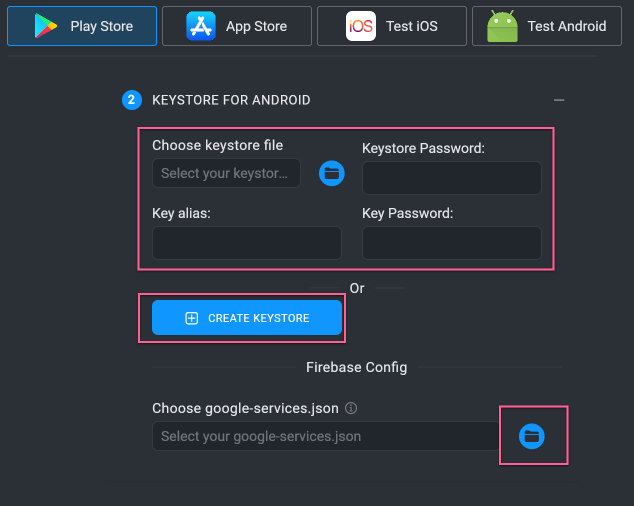 Play Store
App Store
iOS
Test iOS
Test Android
2 KEYSTORE FOR ANDROID
Choose keystore file
Keystore Password:
Select your keystor...
Key alias:
Key Password:
Or
CREATE KEYSTORE
Firebase Config
Choose google-services.json
Select your google-services.json